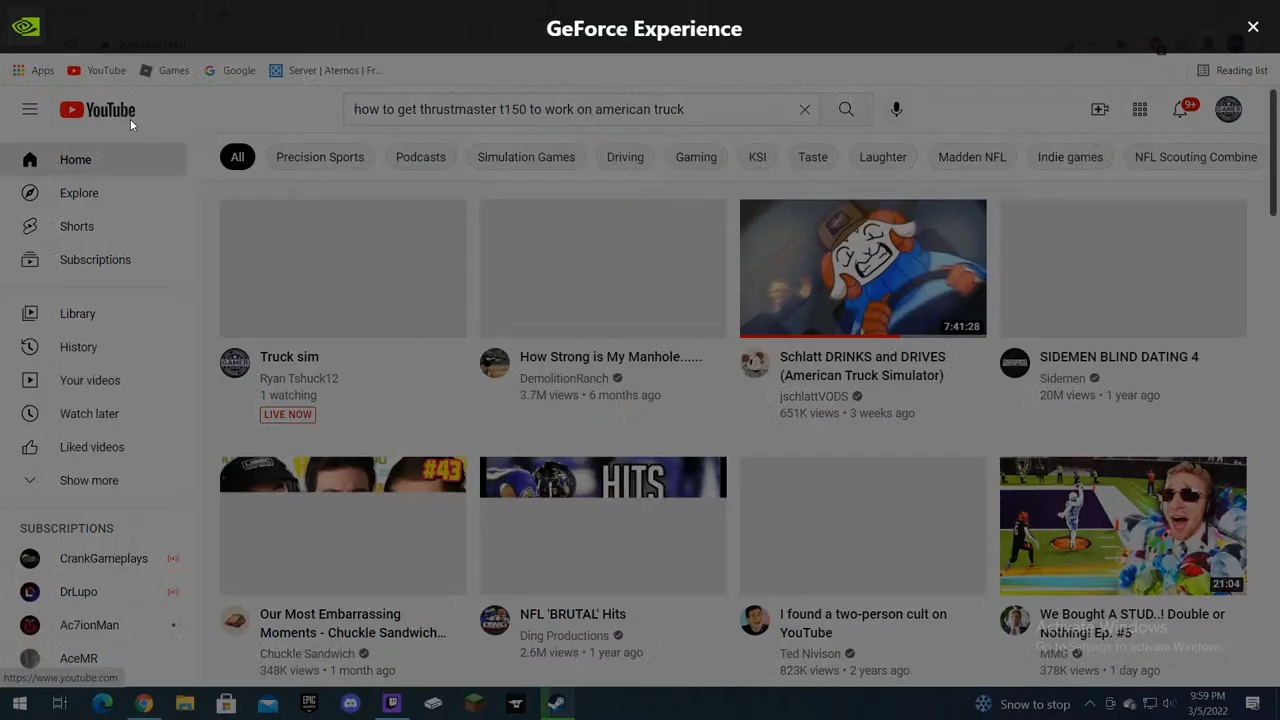 GeForce Experience
Apps YouTube Games Google Server | Aternos | Fr... Reading list
YouTube
how to get thrustmaster t150 to work on american truck
9+
Home
Explore
Shorts
Subscriptions
Library
History
Your videos
Watch later
Liked videos
Show more
SUBSCRIPTIONS
CrankGameplays
DrLupo
Ac7ionMan
AceMR
All Precision Sports Podcasts Simulation Games Driving Gaming KSI Taste Laughter Madden NFL Indie games NFL Scouting Combine
Truck sim
Ryan Tshuck12
1 watching
LIVE NOW
How Strong is My Manhole......
DemolitionRanch
3.7M views • 6 months ago
7:41:28
Schlatt DRINKS and DRIVES
(American Truck Simulator)
jschlattVODS
651K views • 3 weeks ago
SIDEMEN BLIND DATING 4
Sidemen
20M views • 1 year ago
#43
Our Most Embarrassing
Moments - Chuckle Sandwich...
Chuckle Sandwich
348K views • 1 month ago
HITS
NFL 'BRUTAL' Hits
Ding Productions
2.6M views • 1 year ago
I found a two-person cult on
YouTube
Ted Nivison
823K views • 2 years ago
21:04
We Bought A STUD..! Double or
Nothing! Ep. #5
MMG
378K views • 1 day ago
Activate Windows
Go to Settings to activate Windows.
https://www.youtube.com
EPIC
Snow to stop
9:59 PM
3/5/2022